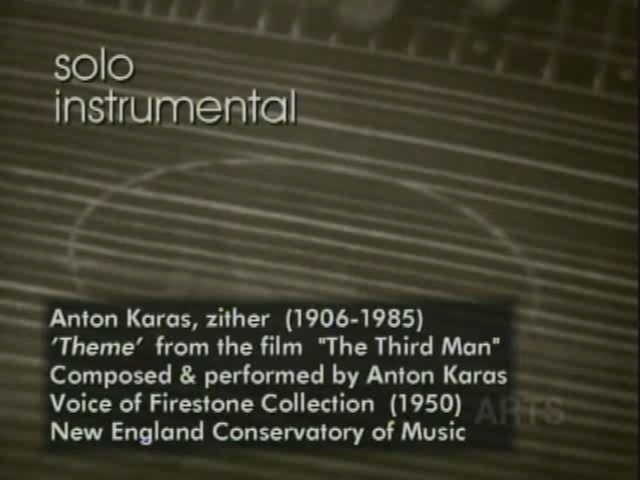 solo
instrumental
Anton Karas, zither (1906-1985)
'Theme' from the film "The Third Man"
Composed & performed by Anton Karas
Voice of Firestone Collection (1950)
New England Conservatory of Music
ARTS